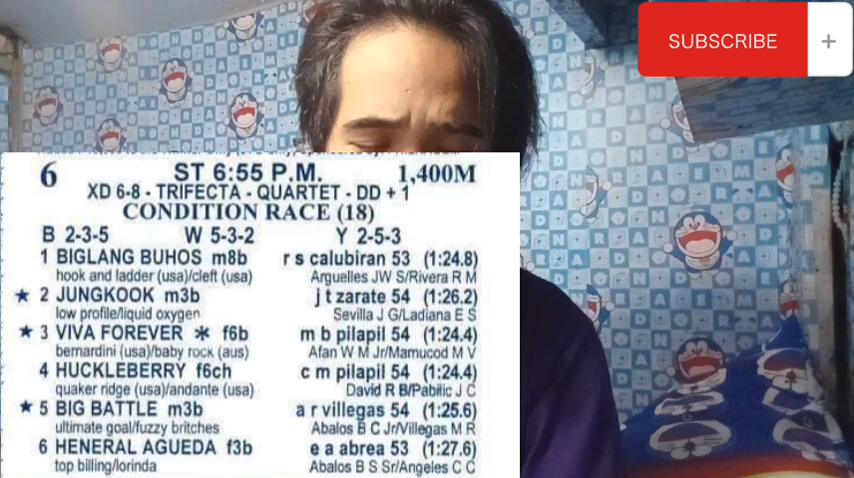 SUBSCRIBE +
6 ST 6:55 P.M. 1,400M
XD 6-8 - TRIFECTA - QUARTET - DD + 1
CONDITION RACE (18)
B 2-3-5 W 5-3-2 Y 2-5-3
1 BIGLANG BUHOS m8b r s calubiran 53 (1:24.8)
hook and ladder (usa)/cleft (usa) Arguelles JW S/Rivera R M
★ 2 JUNGKOOK m3b j t zarate 54 (1:26.2)
low profile/liquid oxygen Sevilla J G/Ladiana E S
★ 3 VIVA FOREVER * f6b m b pilapil 54 (1:24.4)
bernardini (usa)/baby rock (aus) Afan W M Jr/Mamucod M V
4 HUCKLEBERRY f6ch c m pilapil 54 (1:24.4)
quaker ridge (usa)/andante (usa) David R B/Pabilic J C
★ 5 BIG BATTLE m3b a r villegas 54 (1:25.6)
ultimate goal/fuzzy britches Abalos B C Jr/Villegas M R
6 HENERAL AGUEDA f3b e a abrea 53 (1:27.6)
top billing/lorinda Abalos B S Sr/Angeles C C